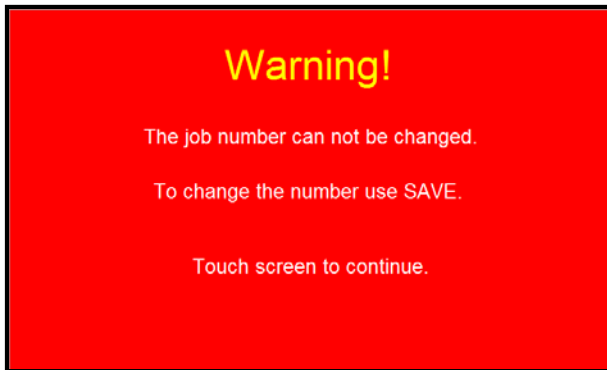 Warning!
The job number can not be changed.
To change the number use SAVE.
Touch screen to continue.